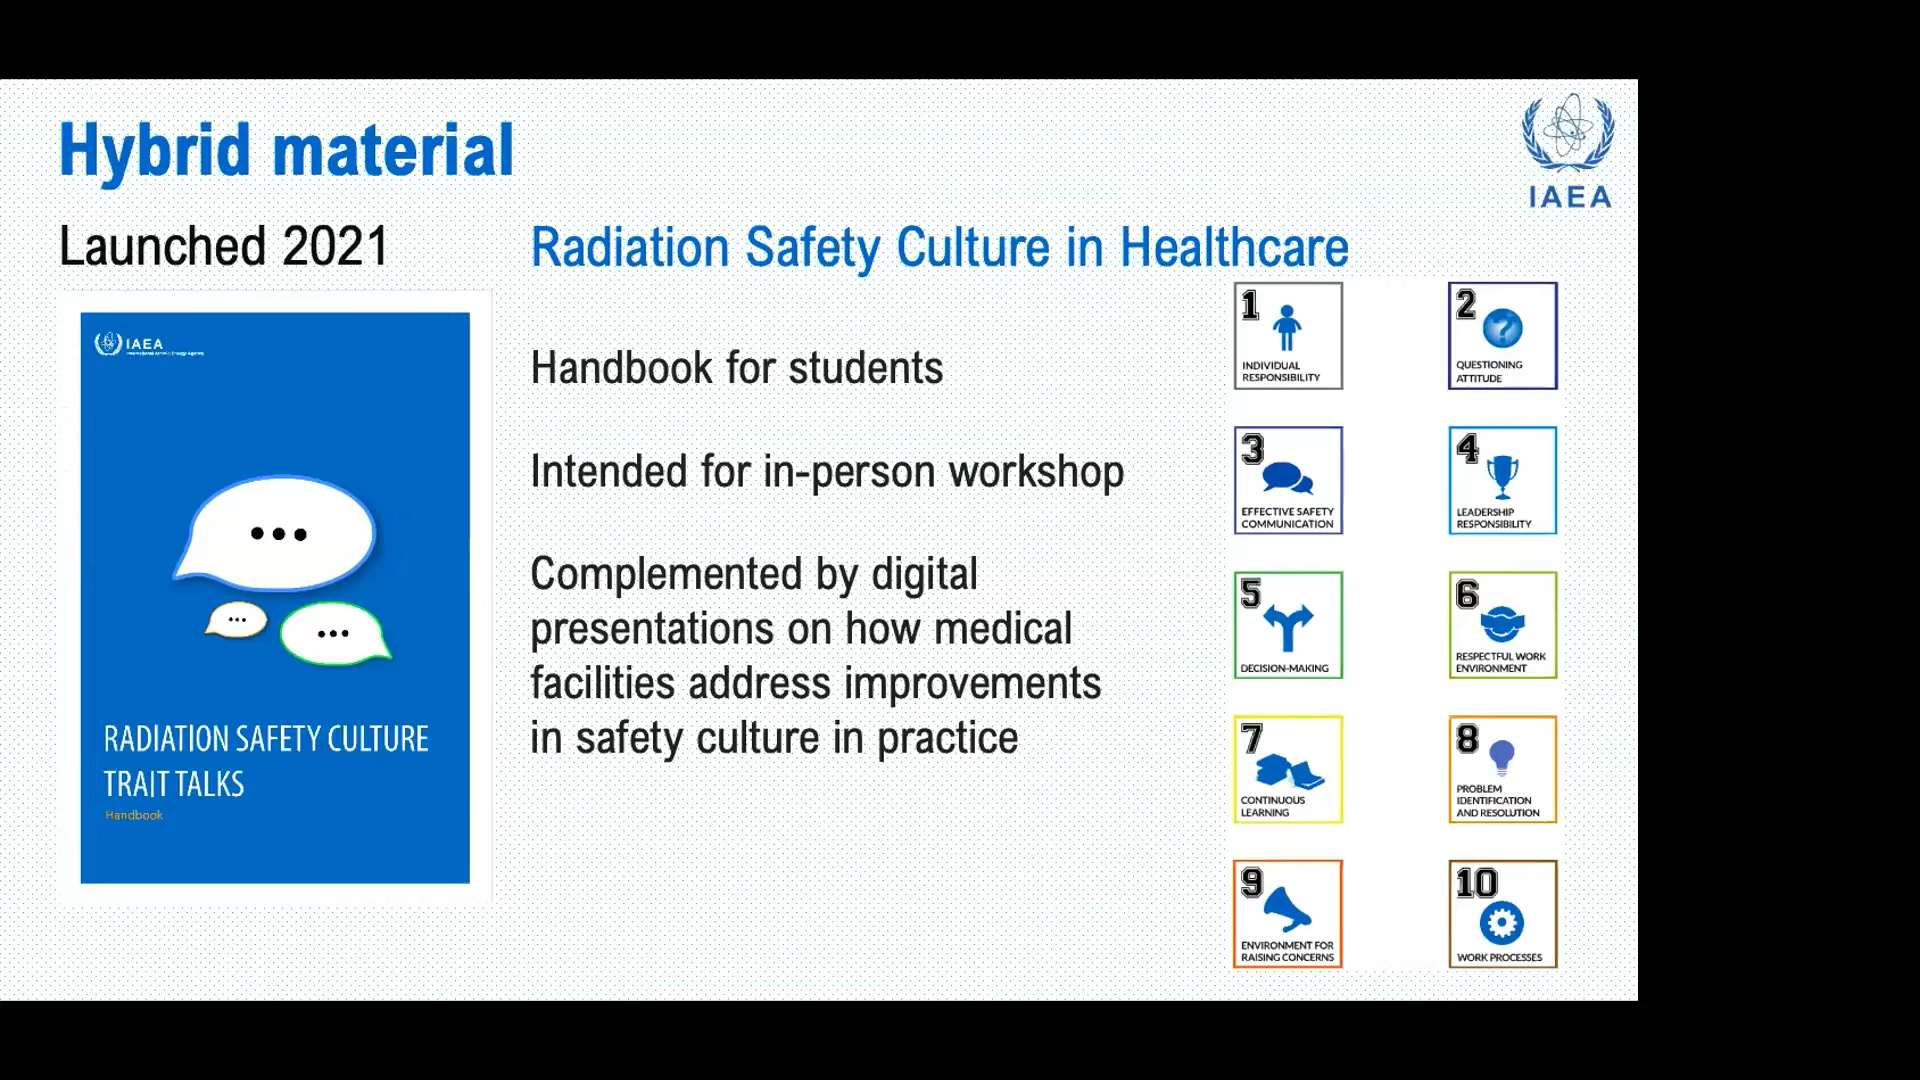 Hybrid material
IAEA
Launched 2021
Radiation Safety Culture in Healthcare
IAEA
International Atomic Energy Agency
RADIATION SAFETY CULTURE
TRAIT TALKS
Handbook
Handbook for students
Intended for in-person workshop
Complemented by digital
presentations on how medical
facilities address improvements
in safety culture in practice
1
INDIVIDUAL
RESPONSIBILITY
2
QUESTIONING
ATTITUDE
3
EFFECTIVE SAFETY
COMMUNICATION
4
LEADERSHIP
RESPONSIBILITY
5
DECISION-MAKING
6
RESPECTFUL WORK
ENVIRONMENT
7
CONTINUOUS
LEARNING
8
PROBLEM
IDENTIFICATION
AND RESOLUTION
9
ENVIRONMENT FOR
RAISING CONCERNS
10
WORK PROCESSES